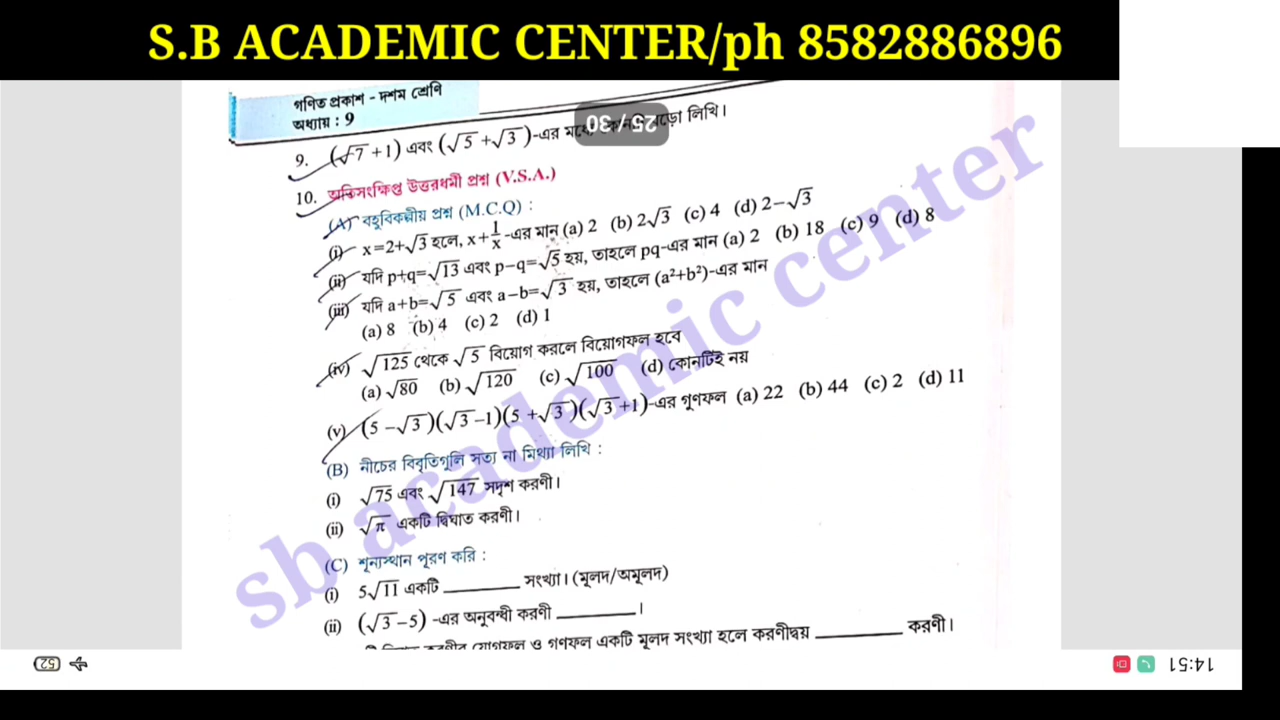 S.B ACADEMIC CENTER/ph 8582886896
গণিত প্রকাশ - দশম শ্রেণি
অধ্যায় : 9
25 / 30
9. (√7 +1) এবং (√5 +√3)-এর মধ্যে কোনটি বড়ো লিখি।
10. অতিসংক্ষিপ্ত উত্তরধর্মী প্রশ্ন (V.S.A.)
(A) বহুবিকল্পীয় প্রশ্ন (M.C.Q) :
(i) x=2+√3 হলে, x+1/x-এর মান (a) 2 (b) 2√3 (c) 4 (d) 2-√3
(ii) যদি p+q=√13 এবং p-q=√5 হয়, তাহলে pq-এর মান (a) 2 (b) 18 (c) 9 (d) 8
(iii) যদি a+b=√5 এবং a-b=√3 হয়, তাহলে (a²+b²)-এর মান
(a) 8 (b) 4 (c) 2 (d) 1
(iv) √125 থেকে √5 বিয়োগ করলে বিয়োগফল হবে
(a) √80 (b) √120 (c) √100 (d) কোনটিই নয়
(v) (5-√3)(√3-1)(5+√3)(√3+1)-এর গুণফল (a) 22 (b) 44 (c) 2 (d) 11
(B) নীচের বিবৃতিগুলি সত্য না মিথ্যা লিখি :
(i) √75 এবং √147 সদৃশ করণী।
(ii) √π একটি দ্বিঘাত করণী।
(C) শূন্যস্থান পূরণ করি :
(i) 5√11 একটি ________ সংখ্যা। (মূলদ/অমূলদ)
(ii) (√3-5) -এর অনুবন্ধী করণী ________।
করণীর যোগফল ও গুণফল একটি মূলদ সংখ্যা হলে করণীদ্বয় ________ করণী।
sb academic center
52
14:51